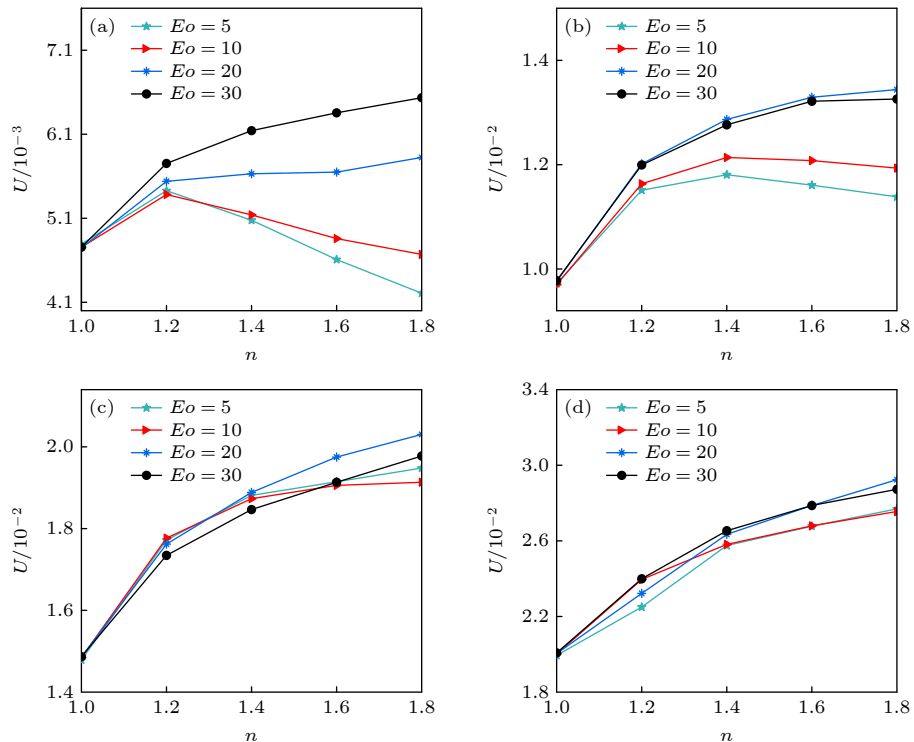 (a)
Eo = 5
Eo = 10
Eo = 20
Eo = 30
7.1
6.1
5.1
4.1
U/10⁻³
1.0 1.2 1.4 1.6 1.8
n
(b)
Eo = 5
Eo = 10
Eo = 20
Eo = 30
1.4
1.2
1.0
U/10⁻²
1.0 1.2 1.4 1.6 1.8
n
(c)
Eo = 5
Eo = 10
Eo = 20
Eo = 30
2.0
1.8
1.6
1.4
U/10⁻²
1.0 1.2 1.4 1.6 1.8
n
(d)
Eo = 5
Eo = 10
Eo = 20
Eo = 30
3.4
3.0
2.6
2.2
1.8
U/10⁻²
1.0 1.2 1.4 1.6 1.8
n